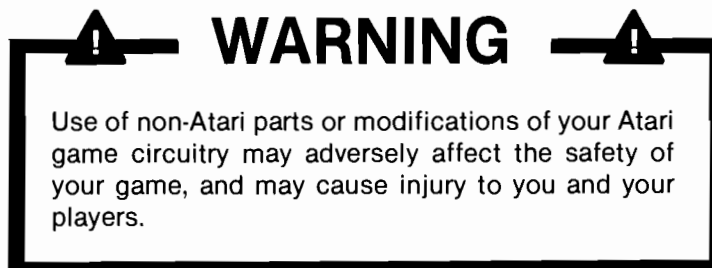 WARNING
Use of non-Atari parts or modifications of your Atari
game circuitry may adversely affect the safety of
your game, and may cause injury to you and your
players.